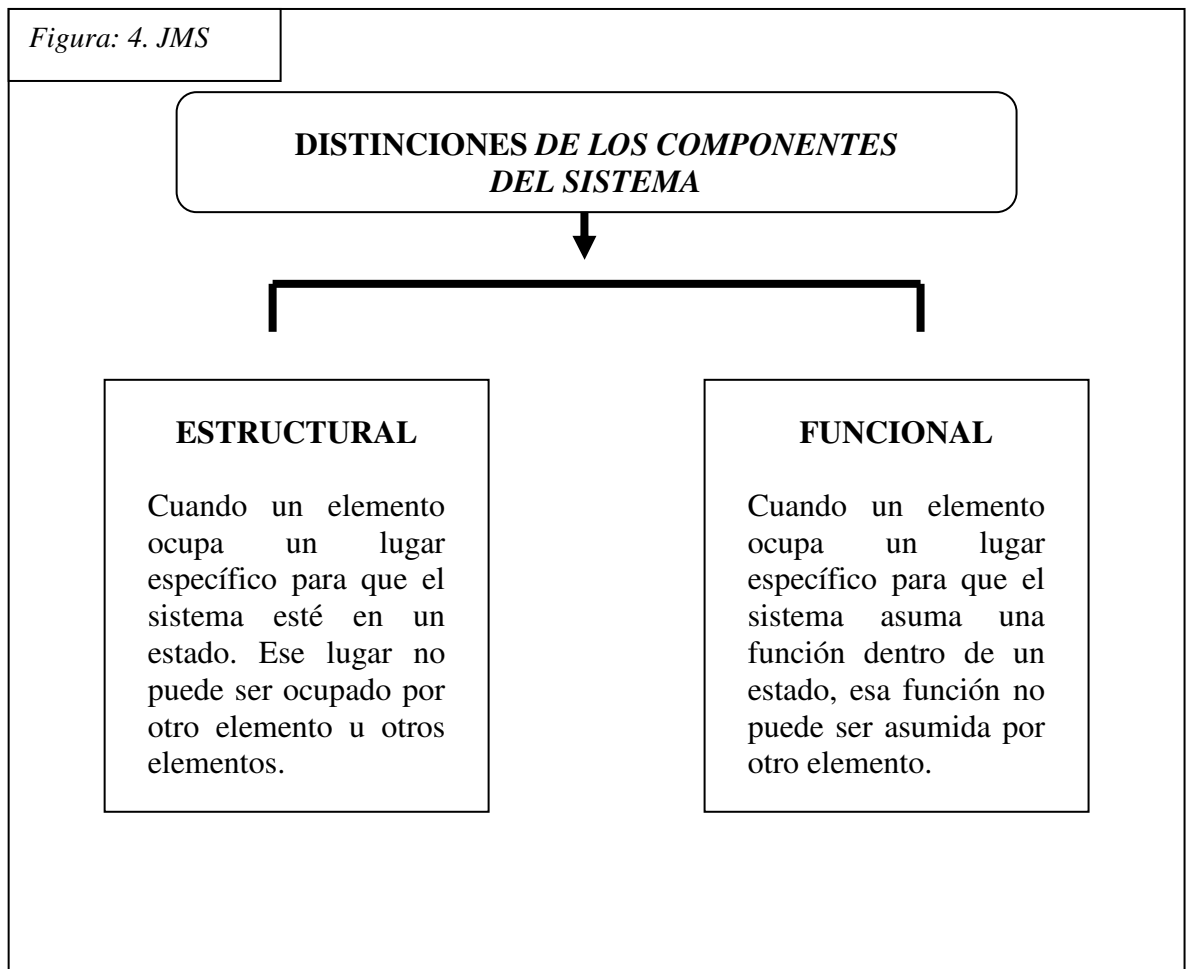 Figura: 4. JMS
DISTINCIONES DE LOS COMPONENTES
DEL SISTEMA
ESTRUCTURAL
Cuando un elemento
ocupa un lugar
específico para que el
sistema esté en un
estado. Ese lugar no
puede ser ocupado por
otro elemento u otros
elementos.
FUNCIONAL
Cuando un elemento
ocupa un lugar
específico para que el
sistema asuma una
función dentro de un
estado, esa función no
puede ser asumida por
otro elemento.